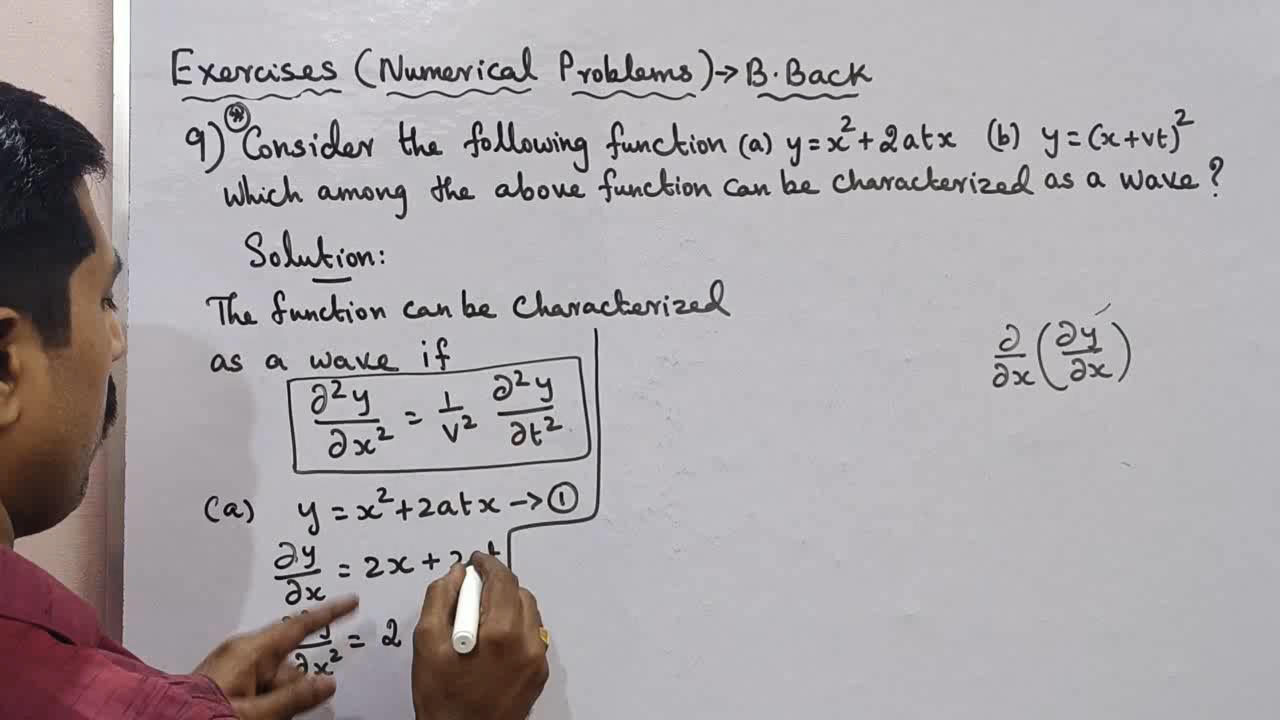 Exercises (Numerical Problems) → B.Back
9) * Consider the following function (a) y = x² + 2atx (b) y = (x + vt)²
which among the above function can be characterized as a wave?
Solution:
The function can be characterized
as a wave if
∂²y/∂x² = 1/v² ∂²y/∂t²
∂/∂x (∂y/∂x)
(a) y = x² + 2atx → ①
∂y/∂x = 2x +
∂x² = 2